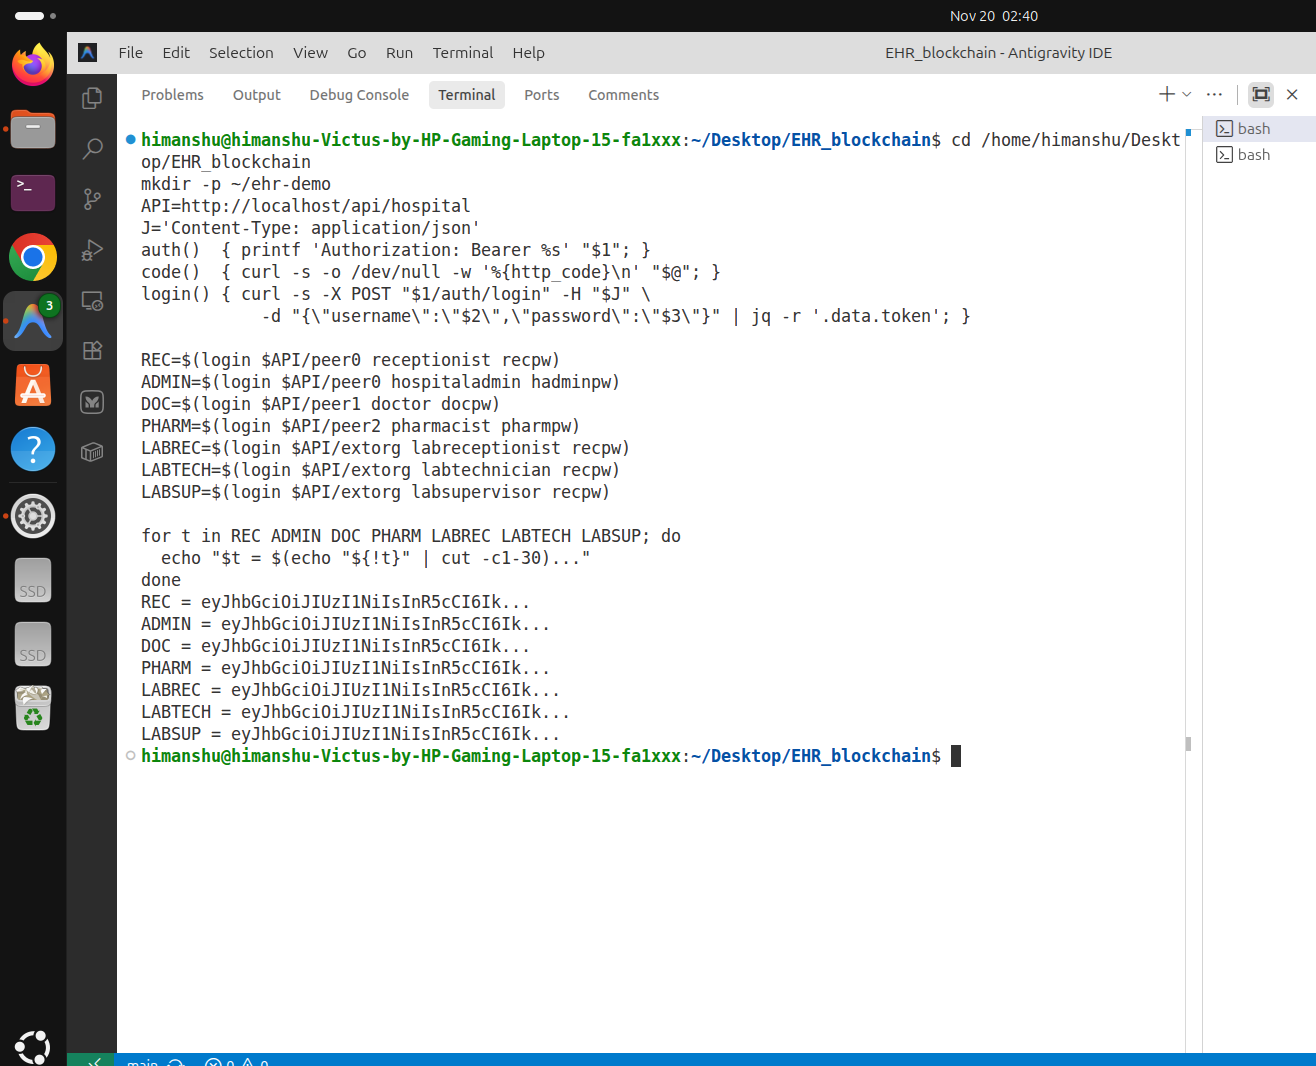 Nov 20 02:40
File Edit Selection View Go Run Terminal Help
EHR_blockchain - Antigravity IDE
Problems Output Debug Console Terminal Ports Comments
bash
bash
himanshu@himanshu-Victus-by-HP-Gaming-Laptop-15-fa1xxx:~/Desktop/EHR_blockchain$ cd /home/himanshu/Deskt
op/EHR_blockchain
mkdir -p ~/ehr-demo
API=http://localhost/api/hospital
J='Content-Type: application/json'
auth()  { printf 'Authorization: Bearer %s' "$1"; }
code()  { curl -s -o /dev/null -w '%{http_code}\n' "$@"; }
login() { curl -s -X POST "$1/auth/login" -H "$J" \
            -d "{\"username\":\"$2\",\"password\":\"$3\"}" | jq -r '.data.token'; }
REC=$(login $API/peer0 receptionist recpw)
ADMIN=$(login $API/peer0 hospitaladmin hadminpw)
DOC=$(login $API/peer1 doctor docpw)
PHARM=$(login $API/peer2 pharmacist pharmpw)
LABREC=$(login $API/extorg labreceptionist recpw)
LABTECH=$(login $API/extorg labtechnician recpw)
LABSUP=$(login $API/extorg labsupervisor recpw)
for t in REC ADMIN DOC PHARM LABREC LABTECH LABSUP; do
  echo "$t = $(echo "${!t}" | cut -c1-30)..."
done
REC = eyJhbGciOiJIUzI1NiIsInR5cCI6Ik...
ADMIN = eyJhbGciOiJIUzI1NiIsInR5cCI6Ik...
DOC = eyJhbGciOiJIUzI1NiIsInR5cCI6Ik...
PHARM = eyJhbGciOiJIUzI1NiIsInR5cCI6Ik...
LABREC = eyJhbGciOiJIUzI1NiIsInR5cCI6Ik...
LABTECH = eyJhbGciOiJIUzI1NiIsInR5cCI6Ik...
LABSUP = eyJhbGciOiJIUzI1NiIsInR5cCI6Ik...
himanshu@himanshu-Victus-by-HP-Gaming-Laptop-15-fa1xxx:~/Desktop/EHR_blockchain$
3
SSD
SSD
main 0 0